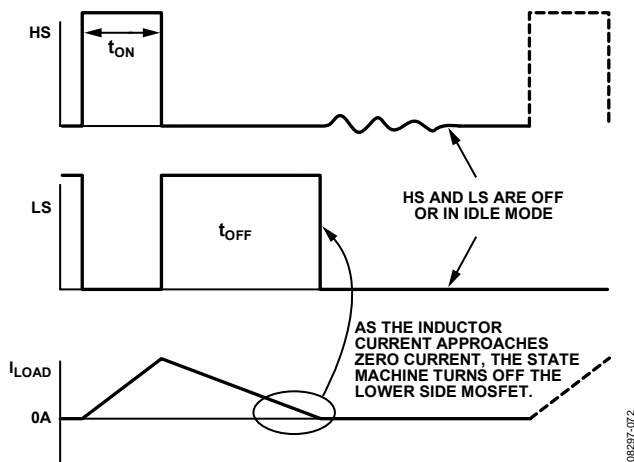 HS
tON
LS
tOFF
HS AND LS ARE OFF
OR IN IDLE MODE
AS THE INDUCTOR
CURRENT APPROACHES
ZERO CURRENT, THE STATE
MACHINE TURNS OFF THE
LOWER SIDE MOSFET.
ILOAD
0A
08297-072